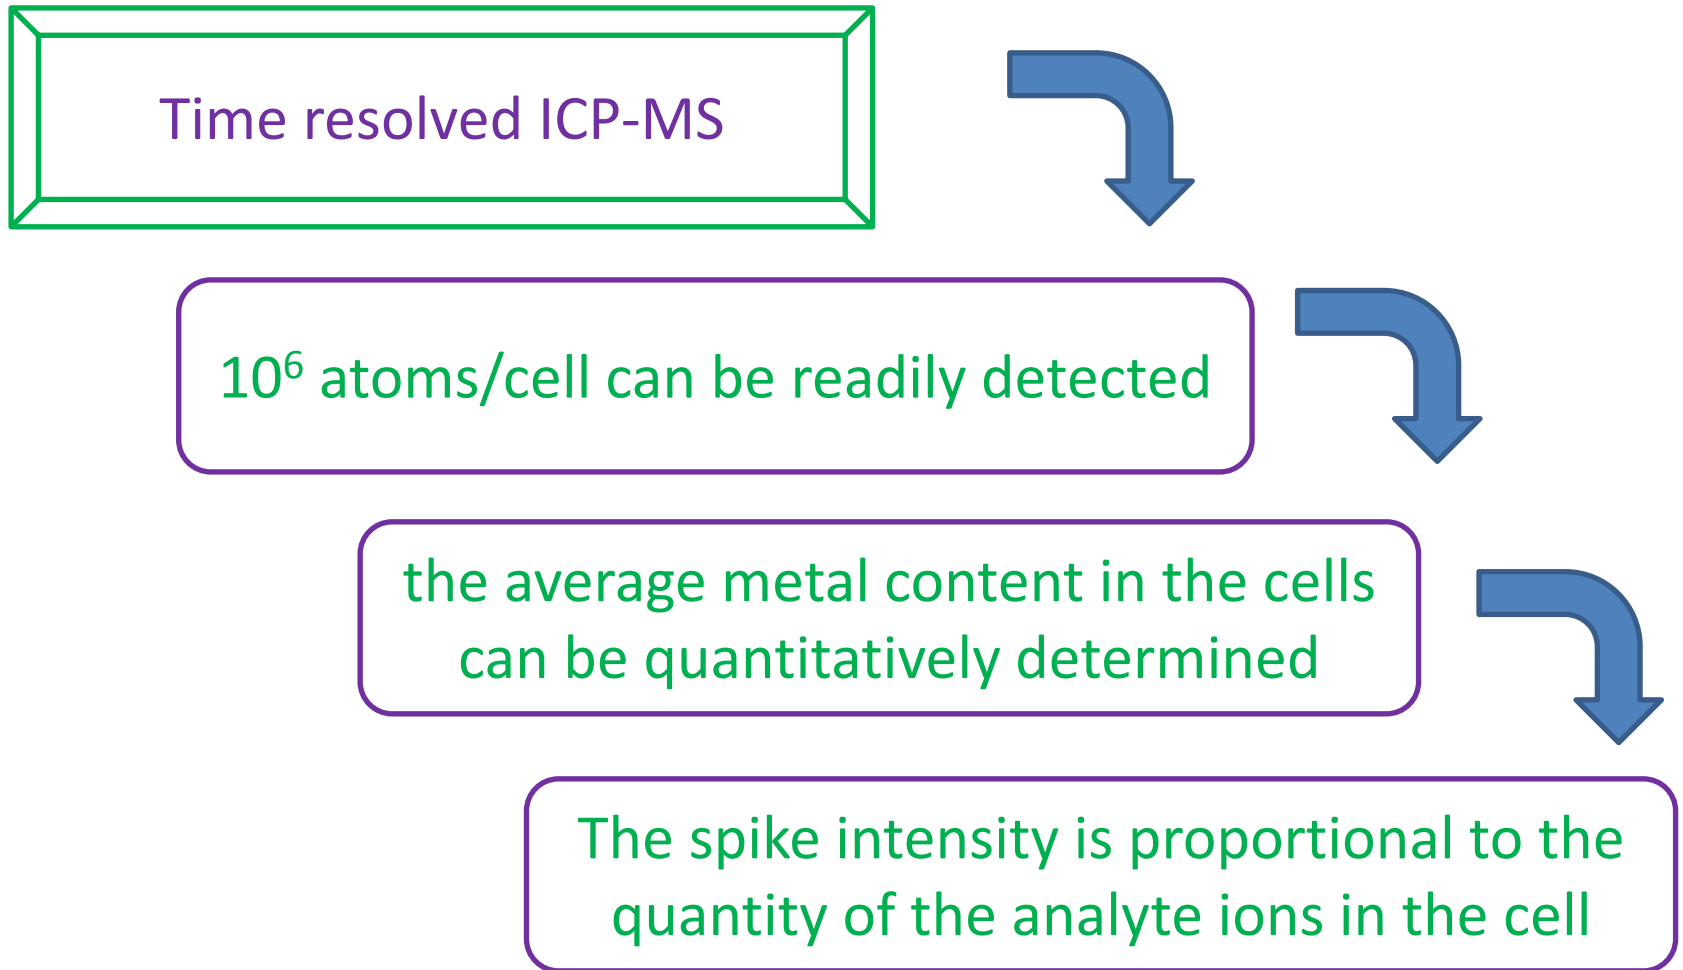 Time resolved ICP-MS
10⁶ atoms/cell can be readily detected
the average metal content in the cells
can be quantitatively determined
The spike intensity is proportional to the
quantity of the analyte ions in the cell